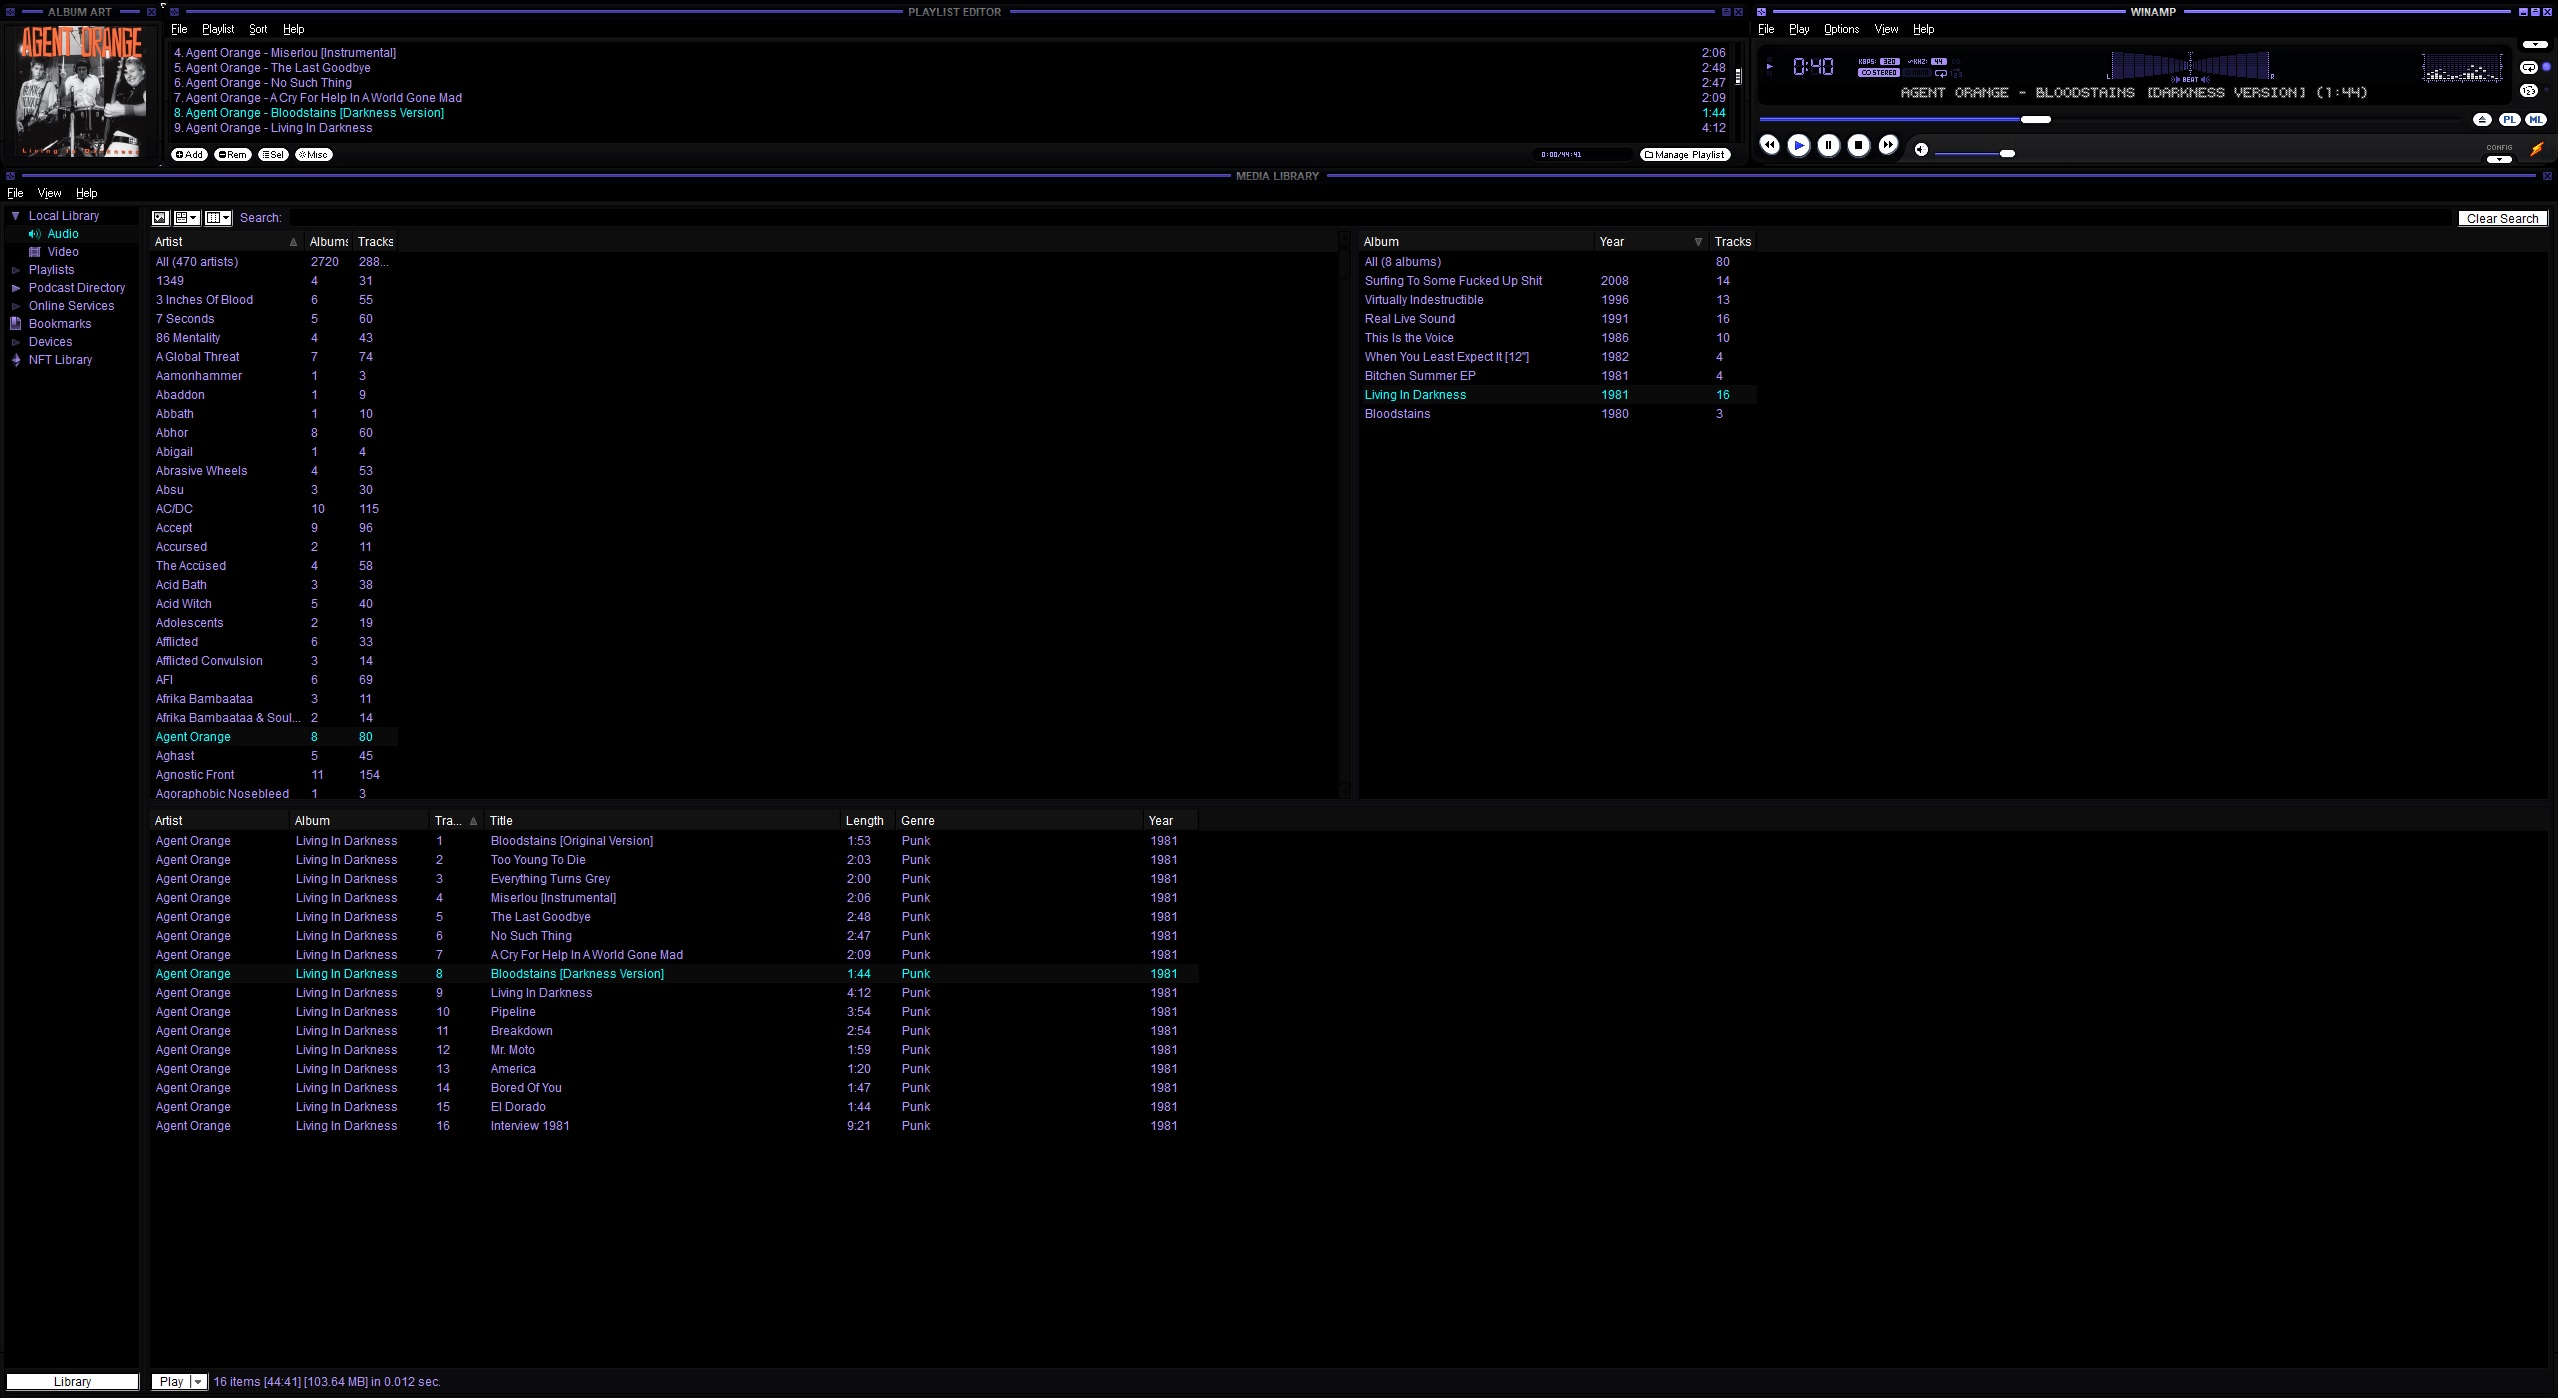 ALBUM ART
AGENT ORANGE
Living In Darkness
PLAYLIST EDITOR
File Playlist Sort Help
4. Agent Orange - Miserlou [Instrumental] 2:06
5. Agent Orange - The Last Goodbye 2:48
6. Agent Orange - No Such Thing 2:47
7. Agent Orange - A Cry For Help In A World Gone Mad 2:09
8. Agent Orange - Bloodstains [Darkness Version] 1:44
9. Agent Orange - Living In Darkness 4:12
Add Rem Sel Misc 0:00/44:41 Manage Playlist
WINAMP
File Play Options View Help
0:40 KBPS: 320 KHZ: 44
STEREO
L R
BEAT
AGENT ORANGE - BLOODSTAINS [DARKNESS VERSION] (1:44)
PL ML
CONFIG
MEDIA LIBRARY
File View Help
Local Library
Audio
Video
Playlists
Podcast Directory
Online Services
Bookmarks
Devices
NFT Library
Search: Clear Search
Artist Albums Tracks
All (470 artists) 2720 288...
1349 4 31
3 Inches Of Blood 6 55
7 Seconds 5 60
86 Mentality 4 43
A Global Threat 7 74
Aamonhammer 1 3
Abaddon 1 9
Abbath 1 10
Abhor 8 60
Abigail 1 4
Abrasive Wheels 4 53
Absu 3 30
AC/DC 10 115
Accept 9 96
Accursed 2 11
The Accüsed 4 58
Acid Bath 3 38
Acid Witch 5 40
Adolescents 2 19
Afflicted 6 33
Afflicted Convulsion 3 14
AFI 6 69
Afrika Bambaataa 3 11
Afrika Bambaataa & Soul... 2 14
Agent Orange 8 80
Aghast 5 45
Agnostic Front 11 154
Agoraphobic Nosebleed 1 3
Album Year Tracks
All (8 albums) 80
Surfing To Some Fucked Up Shit 2008 14
Virtually Indestructible 1996 13
Real Live Sound 1991 16
This Is the Voice 1986 10
When You Least Expect It [12"] 1982 4
Bitchen Summer EP 1981 4
Living In Darkness 1981 16
Bloodstains 1980 3
Artist Album Tra... Title Length Genre Year
Agent Orange Living In Darkness 1 Bloodstains [Original Version] 1:53 Punk 1981
Agent Orange Living In Darkness 2 Too Young To Die 2:03 Punk 1981
Agent Orange Living In Darkness 3 Everything Turns Grey 2:00 Punk 1981
Agent Orange Living In Darkness 4 Miserlou [Instrumental] 2:06 Punk 1981
Agent Orange Living In Darkness 5 The Last Goodbye 2:48 Punk 1981
Agent Orange Living In Darkness 6 No Such Thing 2:47 Punk 1981
Agent Orange Living In Darkness 7 A Cry For Help In A World Gone Mad 2:09 Punk 1981
Agent Orange Living In Darkness 8 Bloodstains [Darkness Version] 1:44 Punk 1981
Agent Orange Living In Darkness 9 Living In Darkness 4:12 Punk 1981
Agent Orange Living In Darkness 10 Pipeline 3:54 Punk 1981
Agent Orange Living In Darkness 11 Breakdown 2:54 Punk 1981
Agent Orange Living In Darkness 12 Mr. Moto 1:59 Punk 1981
Agent Orange Living In Darkness 13 America 1:20 Punk 1981
Agent Orange Living In Darkness 14 Bored Of You 1:47 Punk 1981
Agent Orange Living In Darkness 15 El Dorado 1:44 Punk 1981
Agent Orange Living In Darkness 16 Interview 1981 9:21 Punk 1981
Library Play 16 items [44:41] [103.64 MB] in 0.012 sec.